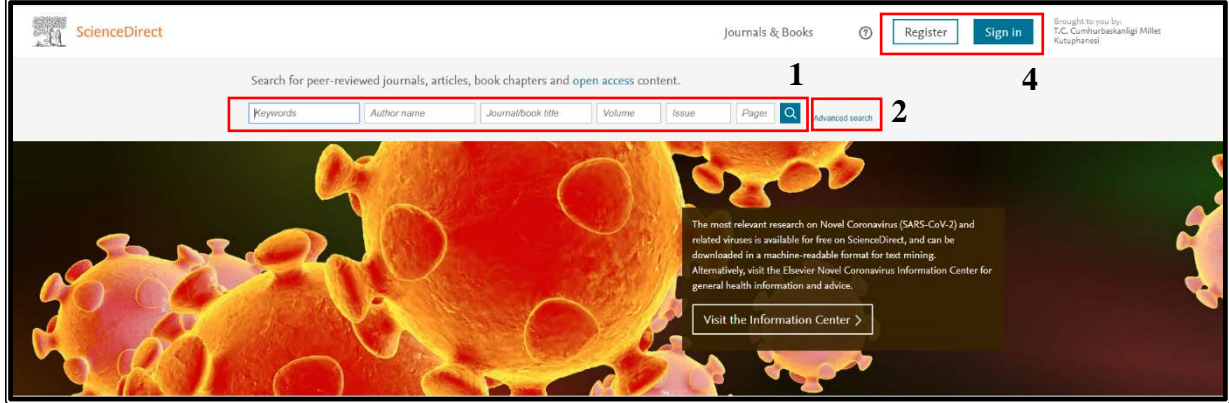 ScienceDirect
Journals & Books
?
Register
Sign in
Brought to you by:
T.C. Cumhurbaskanligi Millet
Kutuphanesi
4
Search for peer-reviewed journals, articles, book chapters and open access content.
1
Keywords
Author name
Journal/book title
Volume
Issue
Page
Advanced search
2
The most relevant research on Novel Coronavirus (SARS-CoV-2) and
related viruses is available for free on ScienceDirect, and can be
downloaded in a machine-readable format for text mining.
Alternatively, visit the Elsevier Novel Coronavirus Information Center for
general health information and advice.
Visit the Information Center >